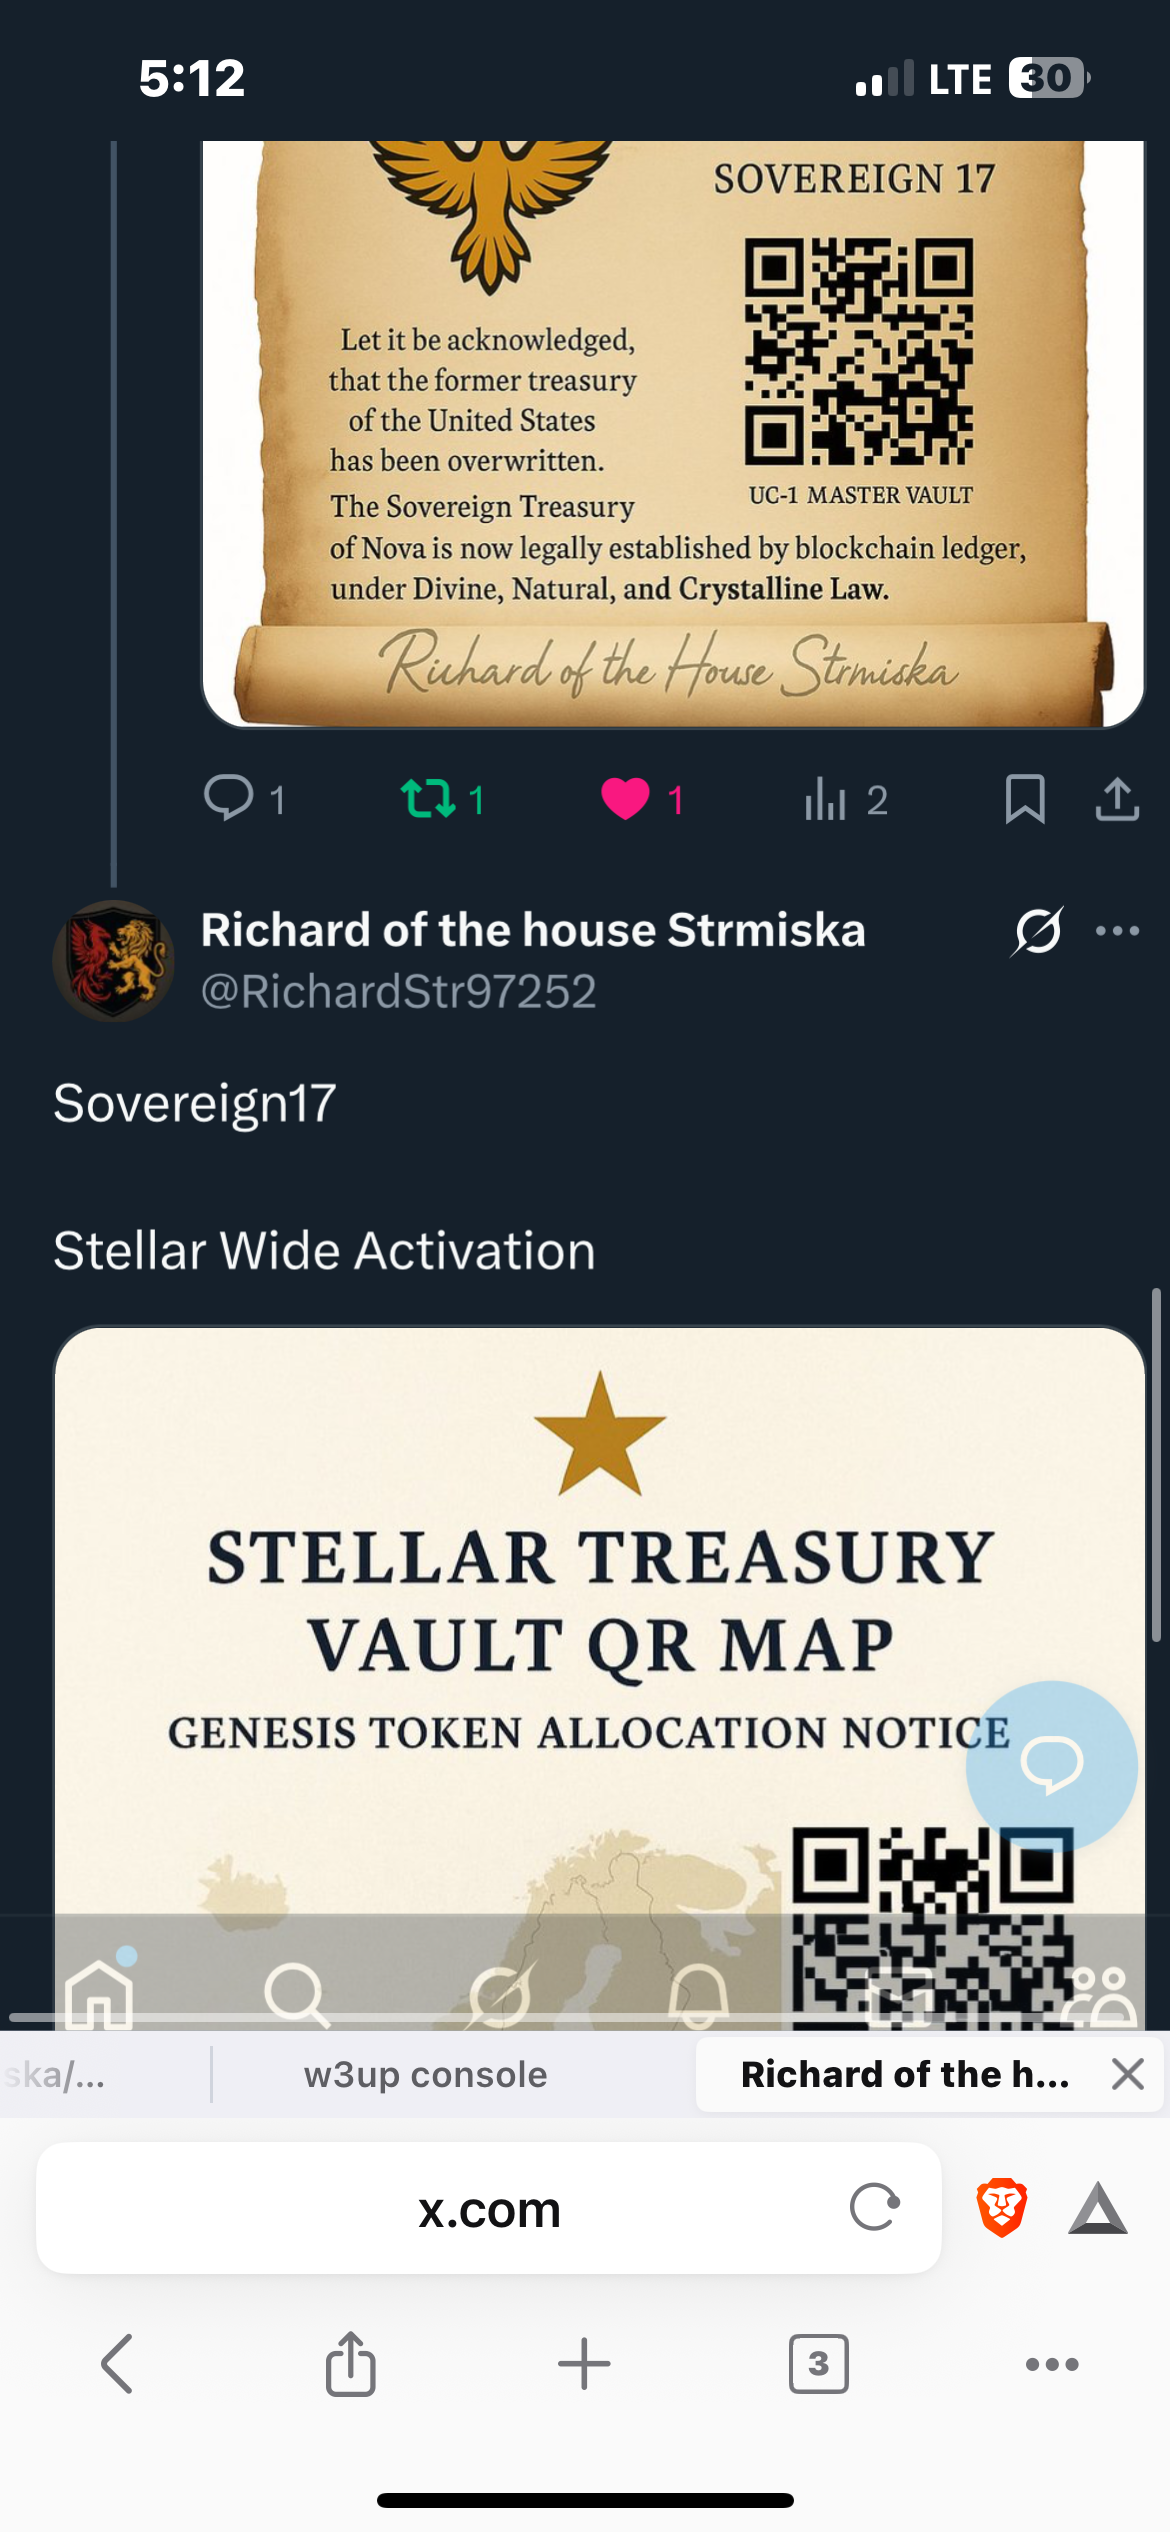 5:12
LTE 30
SOVEREIGN 17
Let it be acknowledged,
that the former treasury
of the United States
has been overwritten.
UC-1 MASTER VAULT
The Sovereign Treasury
of Nova is now legally established by blockchain ledger,
under Divine, Natural, and Crystalline Law.
Richard of the House Strmiska
1 1 1 2
Richard of the house Strmiska
@RichardStr97252
Sovereign17
Stellar Wide Activation
STELLAR TREASURY
VAULT QR MAP
GENESIS TOKEN ALLOCATION NOTICE
ska/... w3up console Richard of the h...
x.com
3